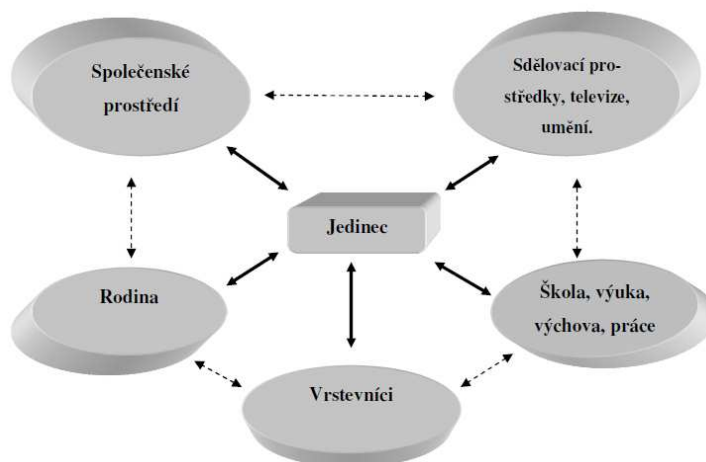 Společenské
prostředí
Sdělovací pro-
středky, televize,
umění.
Jedinec
Rodina
Škola, výuka,
výchova, práce
Vrstevníci